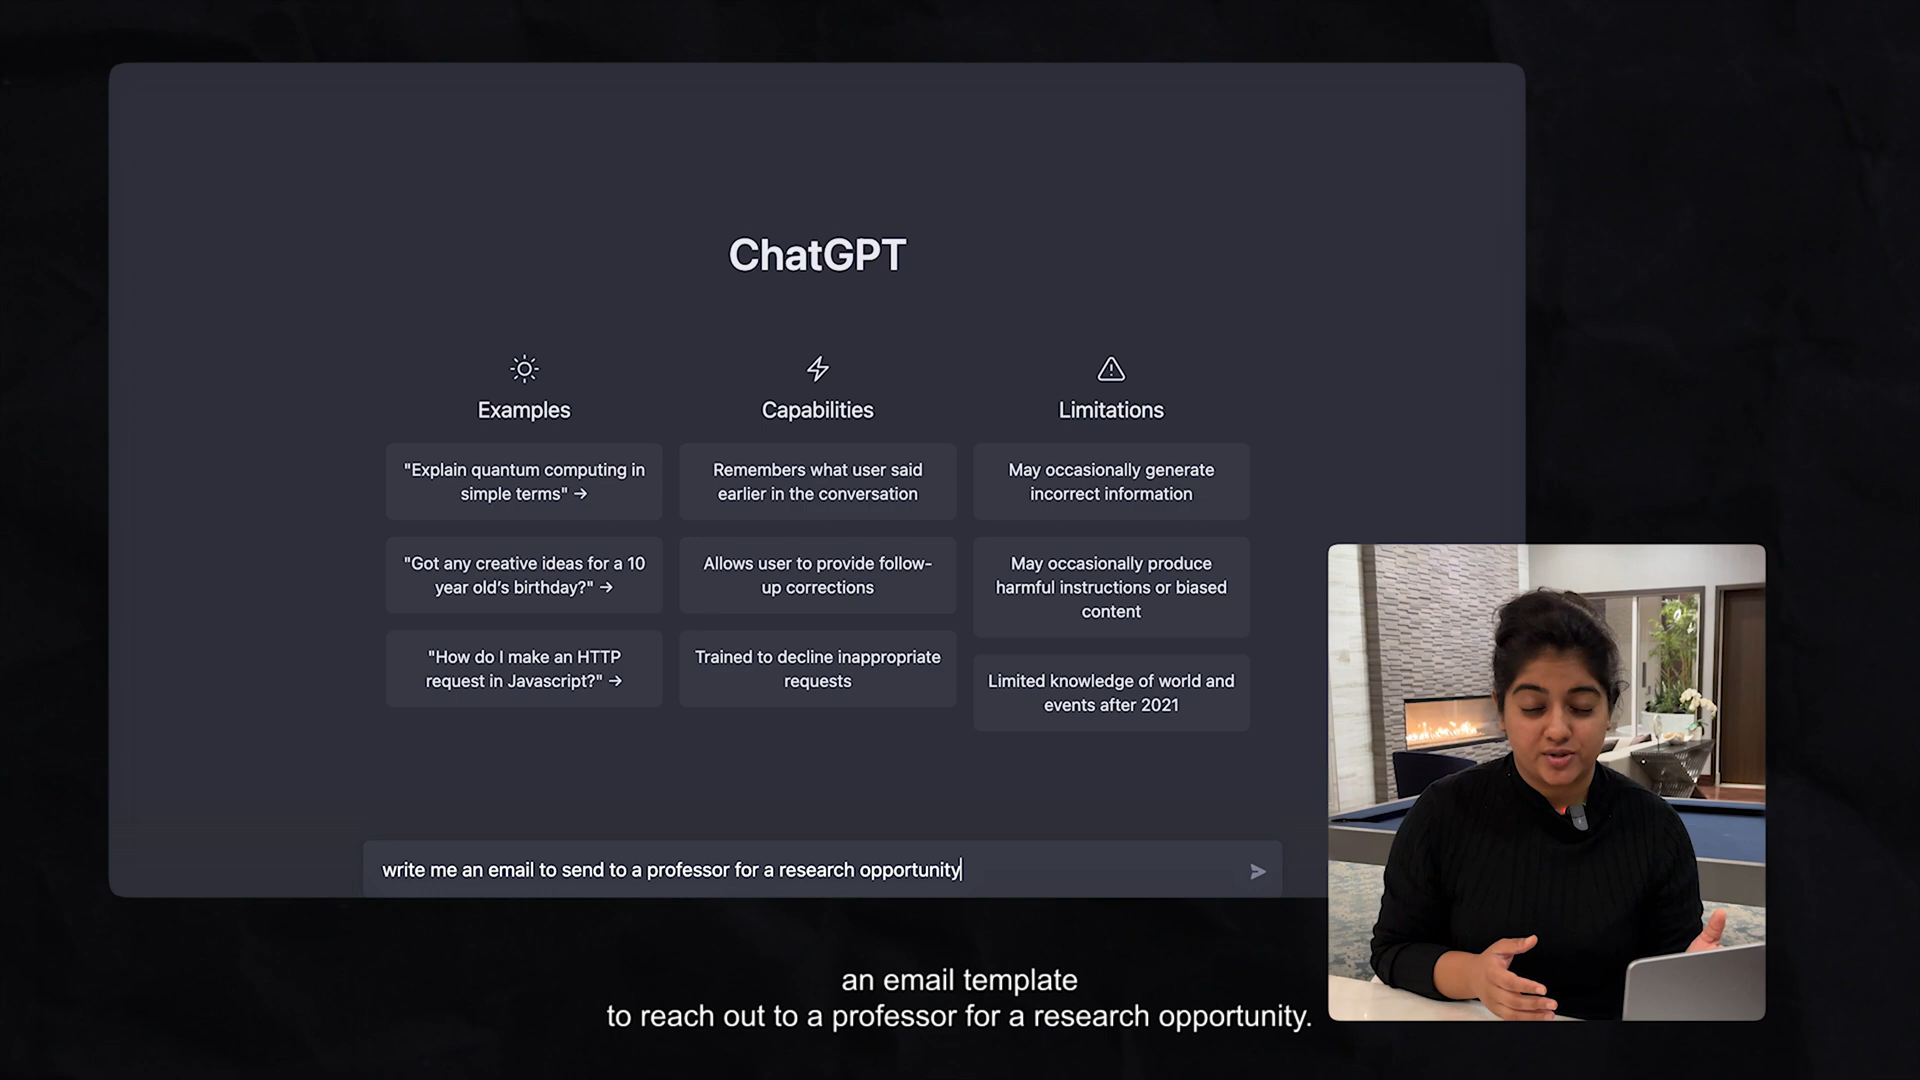 ChatGPT
Examples
"Explain quantum computing in
simple terms" →
"Got any creative ideas for a 10
year old's birthday?" →
"How do I make an HTTP
request in Javascript?" →
Capabilities
Remembers what user said
earlier in the conversation
Allows user to provide follow-
up corrections
Trained to decline inappropriate
requests
Limitations
May occasionally generate
incorrect information
May occasionally produce
harmful instructions or biased
content
Limited knowledge of world and
events after 2021
write me an email to send to a professor for a research opportunity
an email template
to reach out to a professor for a research opportunity.